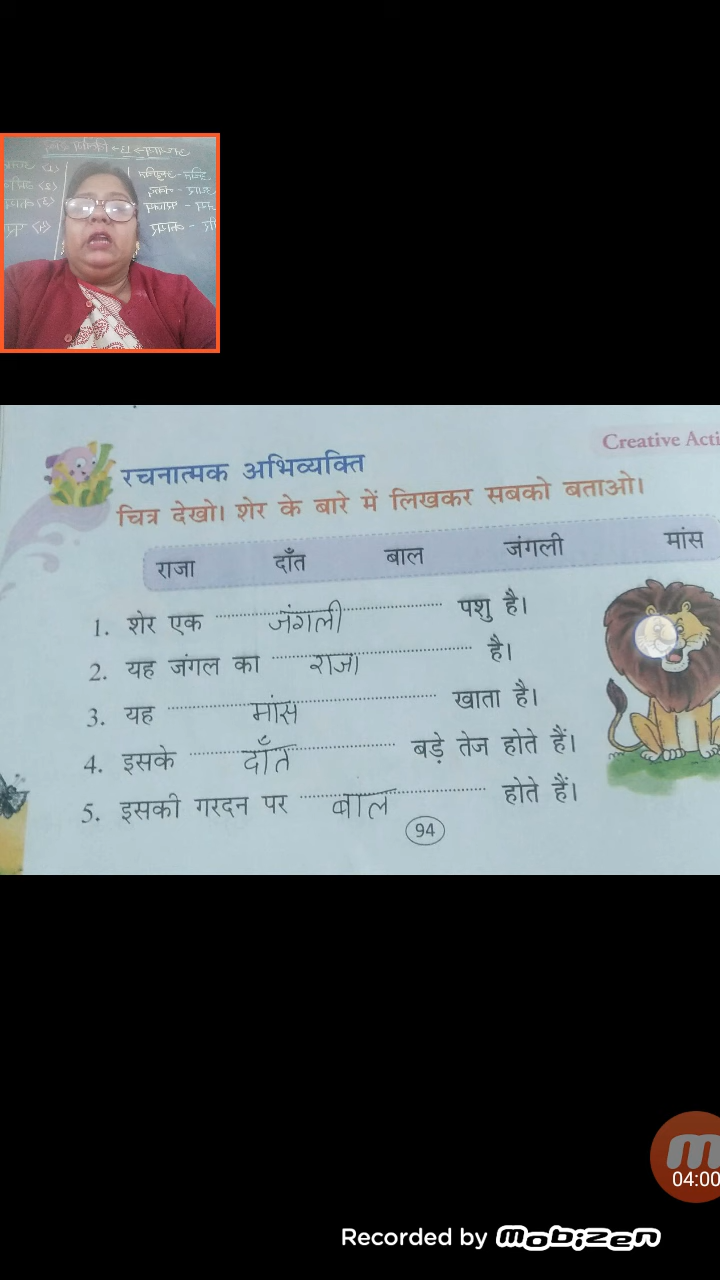 Creative Acti
रचनात्मक अभिव्यक्ति
चित्र देखो। शेर के बारे में लिखकर सबको बताओ।
राजा दाँत बाल जंगली मांस
1. शेर एक जंगली पशु है।
2. यह जंगल का राजा है।
3. यह मांस खाता है।
4. इसके दाँत बड़े तेज होते हैं।
5. इसकी गरदन पर बाल होते हैं।
94
04:00
Recorded by mobizen